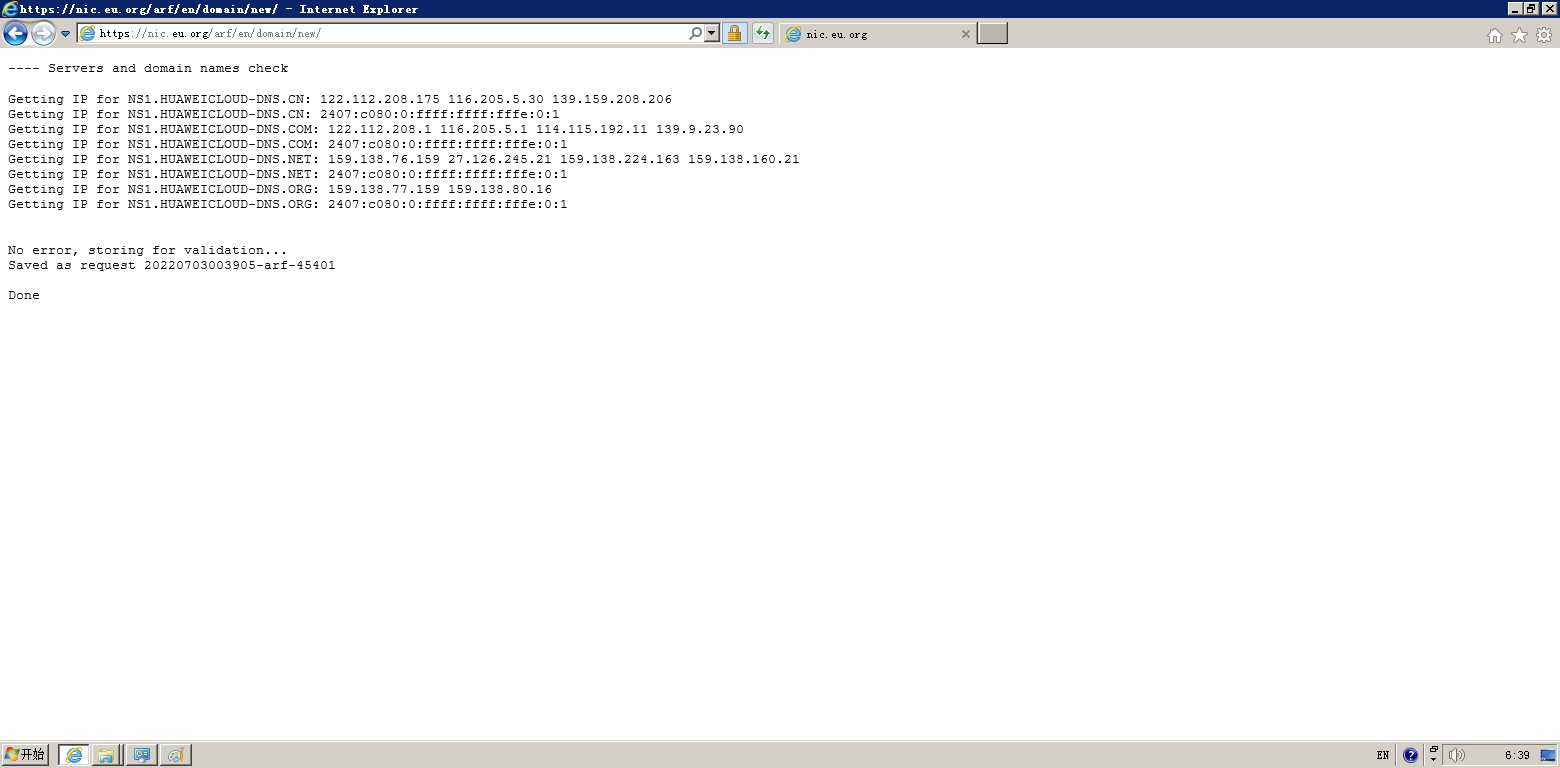 https://nic.eu.org/arf/en/domain/new/ - Internet Explorer
https://nic.eu.org/arf/en/domain/new/
nic.eu.org
---- Servers and domain names check
Getting IP for NS1.HUAWEICLOUD-DNS.CN: 122.112.208.175 116.205.5.30 139.159.208.206
Getting IP for NS1.HUAWEICLOUD-DNS.CN: 2407:c080:0:ffff:ffff:fffe:0:1
Getting IP for NS1.HUAWEICLOUD-DNS.COM: 122.112.208.1 116.205.5.1 114.115.192.11 139.9.23.90
Getting IP for NS1.HUAWEICLOUD-DNS.COM: 2407:c080:0:ffff:ffff:fffe:0:1
Getting IP for NS1.HUAWEICLOUD-DNS.NET: 159.138.76.159 27.126.245.21 159.138.224.163 159.138.160.21
Getting IP for NS1.HUAWEICLOUD-DNS.NET: 2407:c080:0:ffff:ffff:fffe:0:1
Getting IP for NS1.HUAWEICLOUD-DNS.ORG: 159.138.77.159 159.138.80.16
Getting IP for NS1.HUAWEICLOUD-DNS.ORG: 2407:c080:0:ffff:ffff:fffe:0:1
No error, storing for validation...
Saved as request 20220703003905-arf-45401
Done
开始
EN
6:39